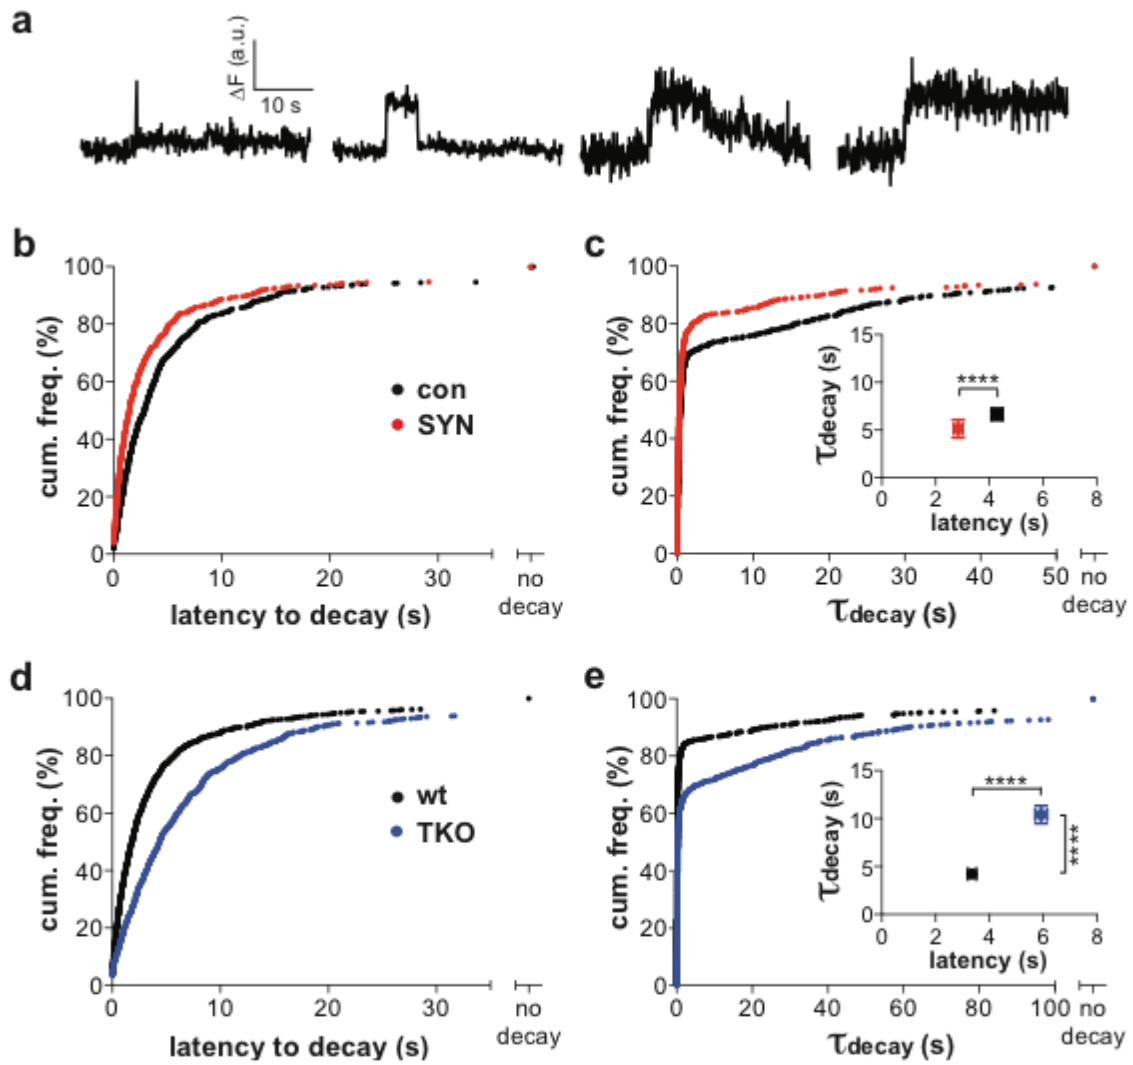 a
ΔF (a.u.)
10 s
b
100
80
60
40
20
0
cum. freq. (%)
con
SYN
0 10 20 30 no
decay
latency to decay (s)
c
100
80
60
40
20
0
cum. freq. (%)
15
10
5
0
τdecay (s)
****
0 2 4 6 8
latency (s)
0 10 20 30 40 50 no
decay
τdecay (s)
d
100
80
60
40
20
0
cum. freq. (%)
wt
TKO
0 10 20 30 no
decay
latency to decay (s)
e
100
80
60
40
20
0
cum. freq. (%)
15
10
5
0
τdecay (s)
****
****
0 2 4 6 8
latency (s)
0 20 40 60 80 100 no
decay
τdecay (s)